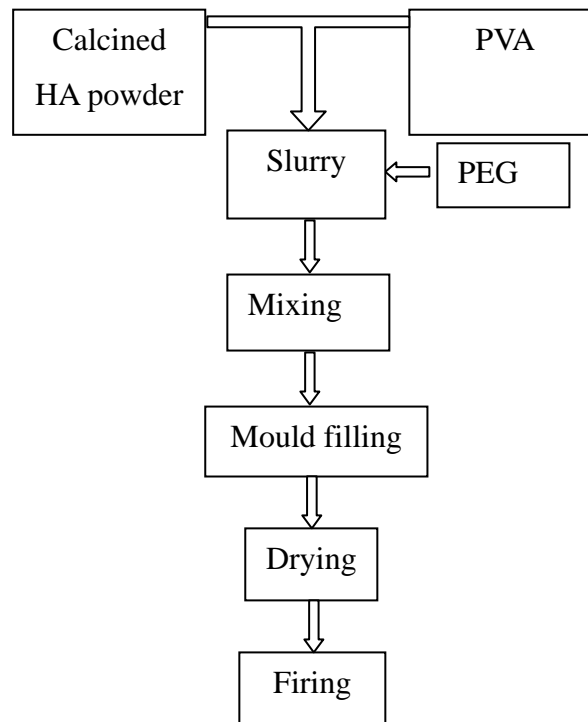 Calcined
HA powder
PVA
Slurry
PEG
Mixing
Mould filling
Drying
Firing